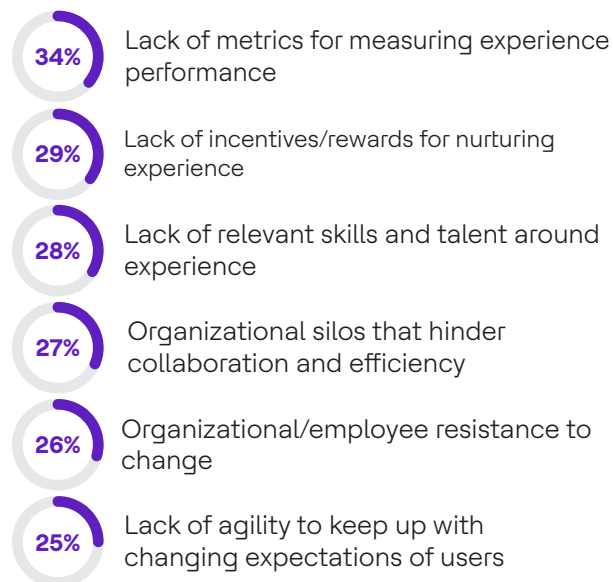 34%
Lack of metrics for measuring experience
performance
29%
Lack of incentives/rewards for nurturing
experience
28%
Lack of relevant skills and talent around
experience
27%
Organizational silos that hinder
collaboration and efficiency
26%
Organizational/employee resistance to
change
25%
Lack of agility to keep up with
changing expectations of users